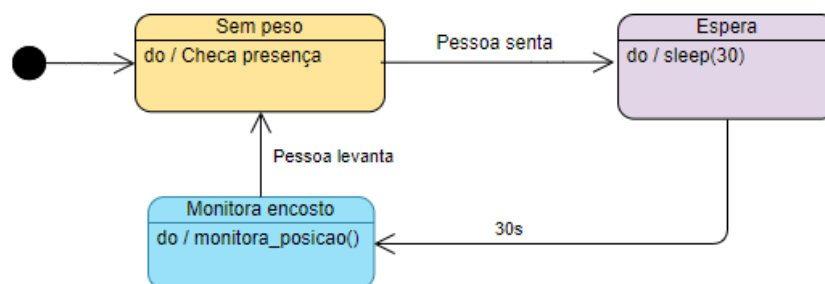 Sem peso
do / Checa presença
Pessoa senta
Espera
do / sleep(30)
Pessoa levanta
Monitora encosto
do / monitora_posicao()
30s